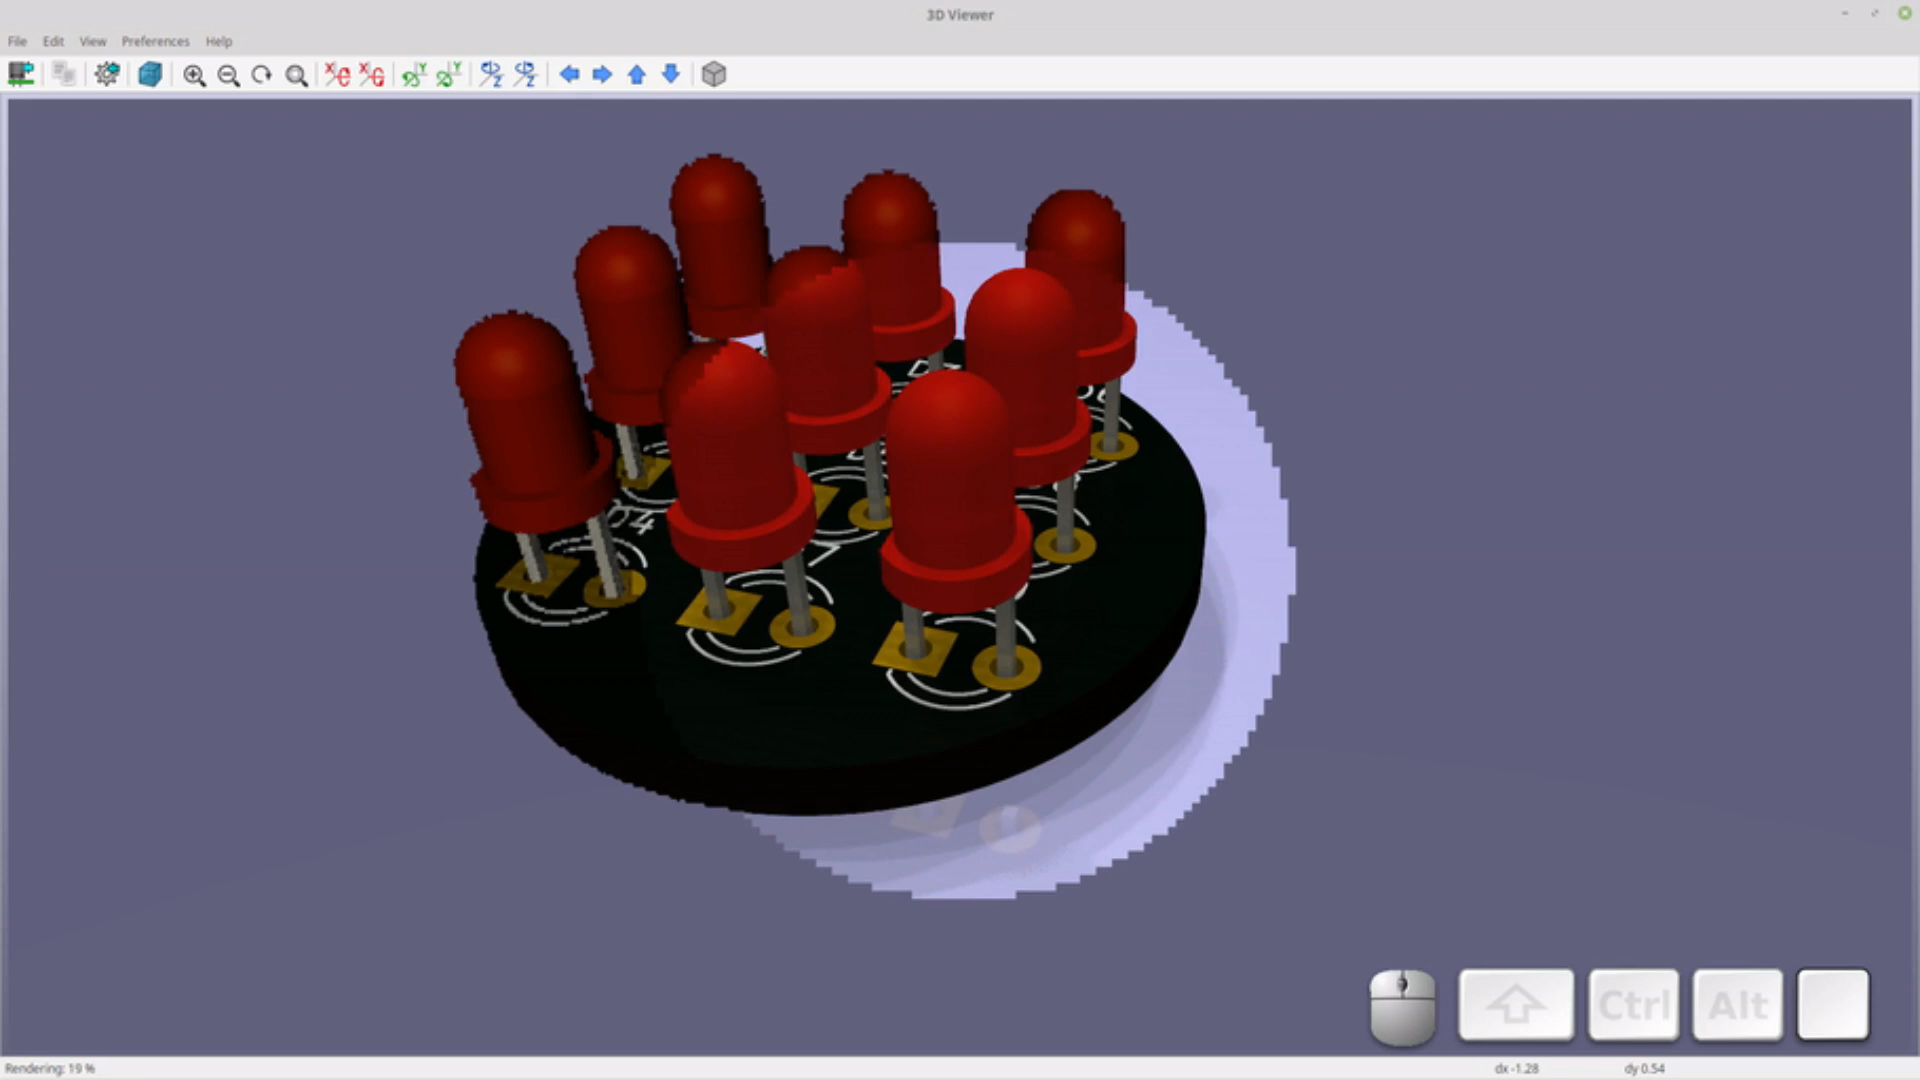 3D Viewer
File Edit View Preferences Help
Ctrl Alt
Rendering: 19 % dx -1.28 dy 0.54